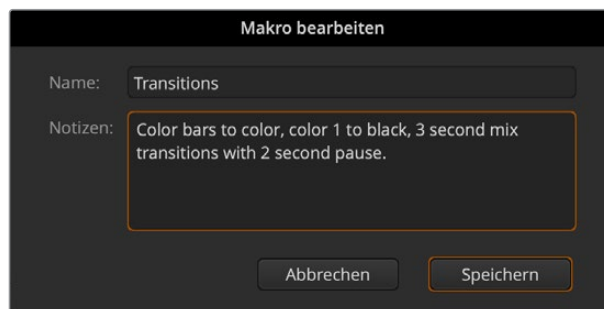 Makro bearbeiten
Name: Transitions
Notizen: Color bars to color, color 1 to black, 3 second mix
transitions with 2 second pause.
Abbrechen Speichern